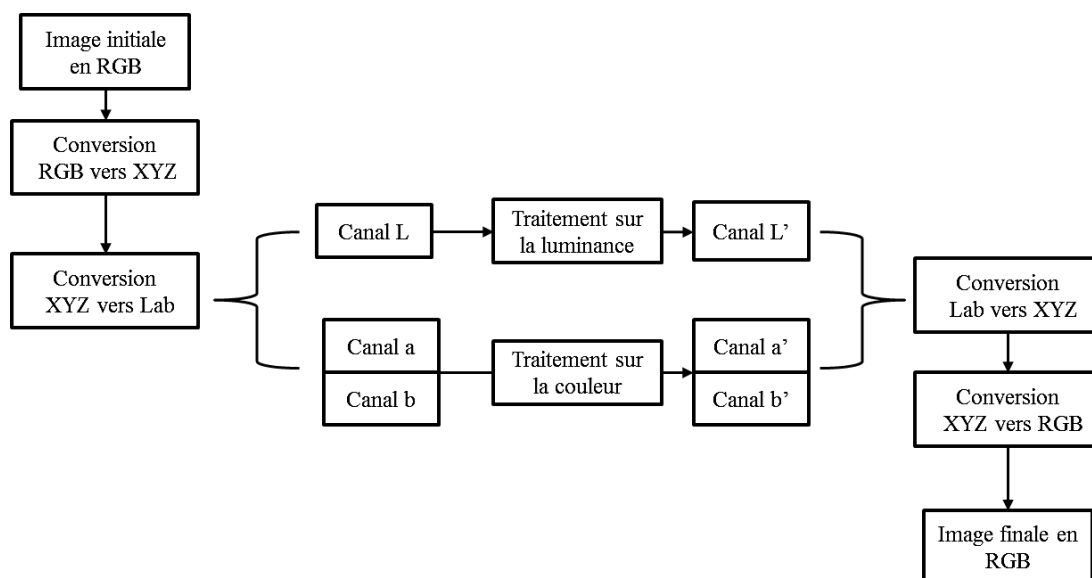 Image initiale
en RGB
Conversion
RGB vers XYZ
Conversion
XYZ vers Lab
Canal L
Traitement sur
la luminance
Canal L’
Canal a
Canal b
Traitement sur
la couleur
Canal a’
Canal b’
Conversion
Lab vers XYZ
Conversion
XYZ vers RGB
Image finale en
RGB